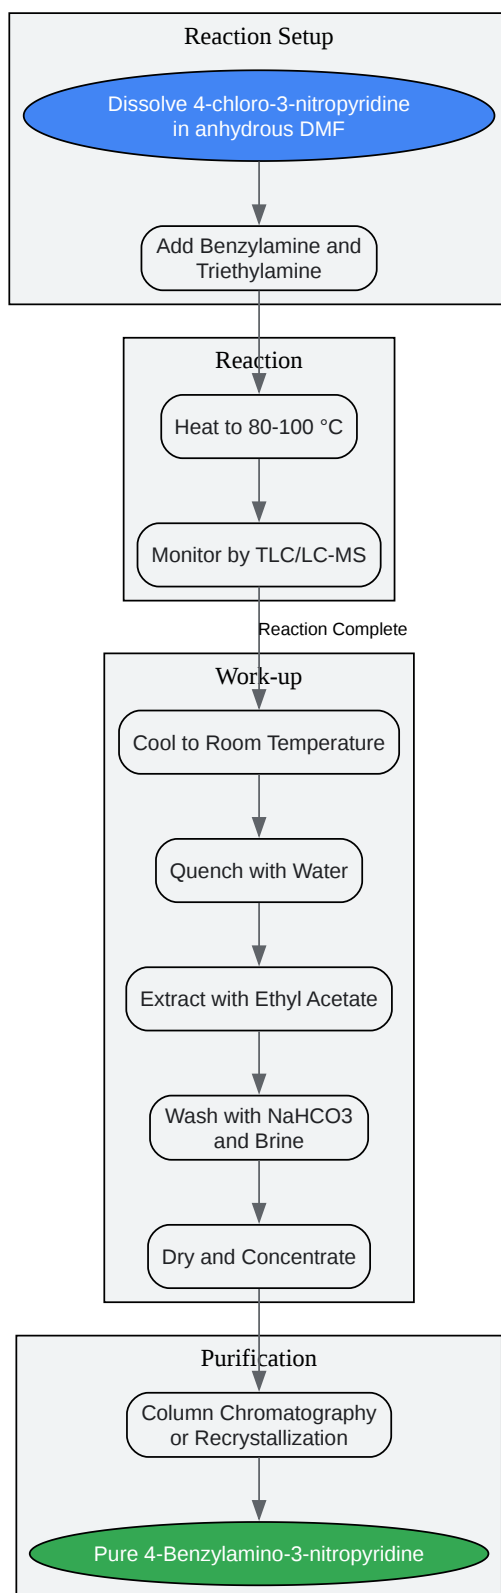 Reaction Setup
Dissolve 4-chloro-3-nitropyridine
in anhydrous DMF
Add Benzylamine and
Triethylamine
Reaction
Heat to 80-100 °C
Monitor by TLC/LC-MS
Reaction Complete
Work-up
Cool to Room Temperature
Quench with Water
Extract with Ethyl Acetate
Wash with NaHCO3
and Brine
Dry and Concentrate
Purification
Column Chromatography
or Recrystallization
Pure 4-Benzylamino-3-nitropyridine